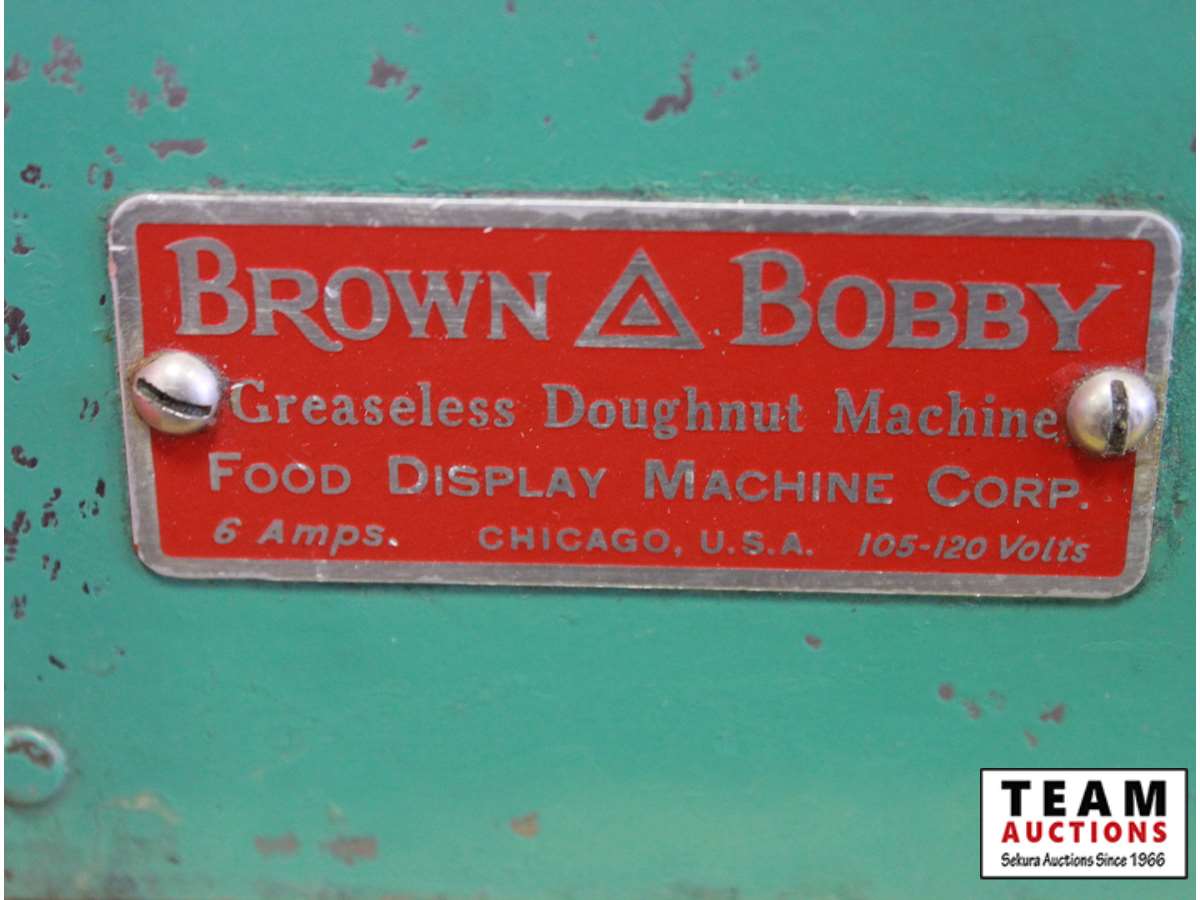 BROWN BOBBY
Greaseless Doughnut Machine
FOOD DISPLAY MACHINE CORP.
6 Amps. CHICAGO, U.S.A. 105-120 Volts
TEAM
AUCTIONS
Sekura Auctions Since 1966